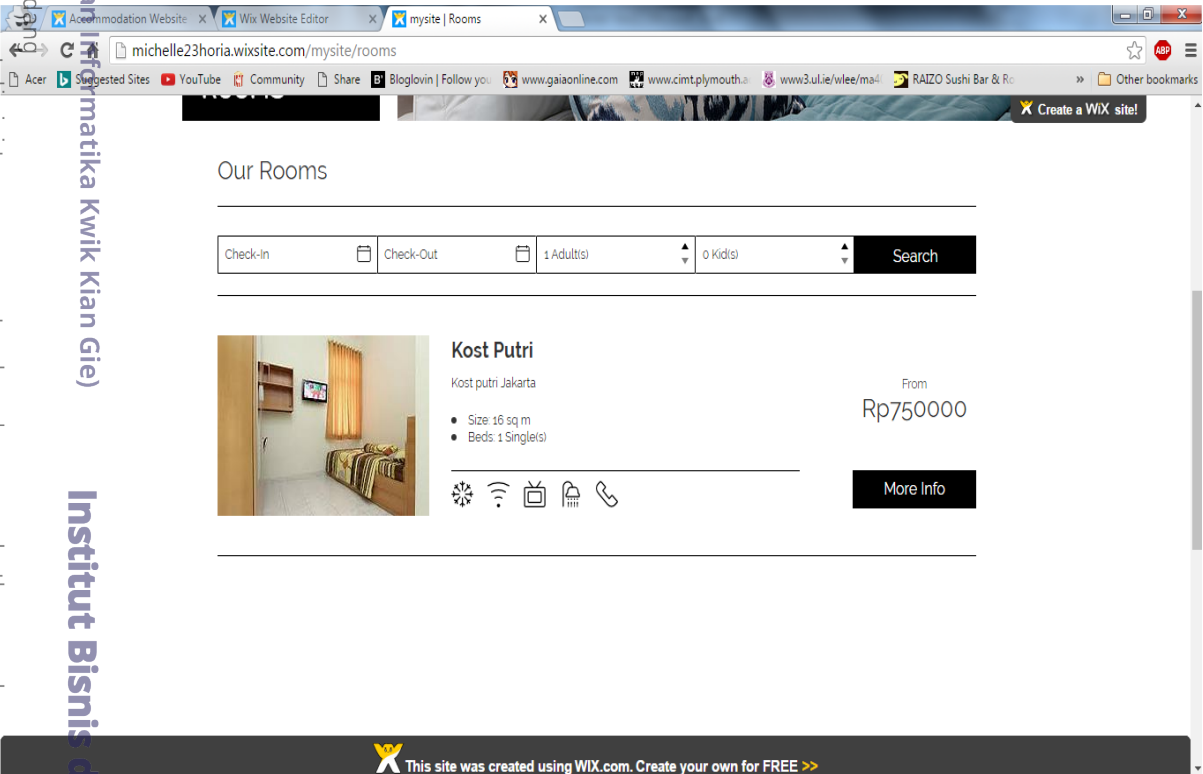 Accommodation Website
Wix Website Editor
mysite | Rooms
michelle23horia.wixsite.com/mysite/rooms
ABP
Acer
Suggested Sites
YouTube
Community
Share
Bloglovin | Follow you
www.gaiaonline.com
www.cimt.plymouth.a
www3.ul.ie/wlee/ma4
RAIZO Sushi Bar & Ro
»
Other bookmarks
ROOMS
Create a WiX site!
Our Rooms
Check-In
Check-Out
1 Adult(s)
0 Kid(s)
Search
Kost Putri
Kost putri Jakarta
Size: 16 sq m
Beds: 1 Single(s)
From
Rp750000
More Info
This site was created using WIX.com. Create your own for FREE >>
an Informatika Kwik Kian Gie)
Institut Bisnis d
dang